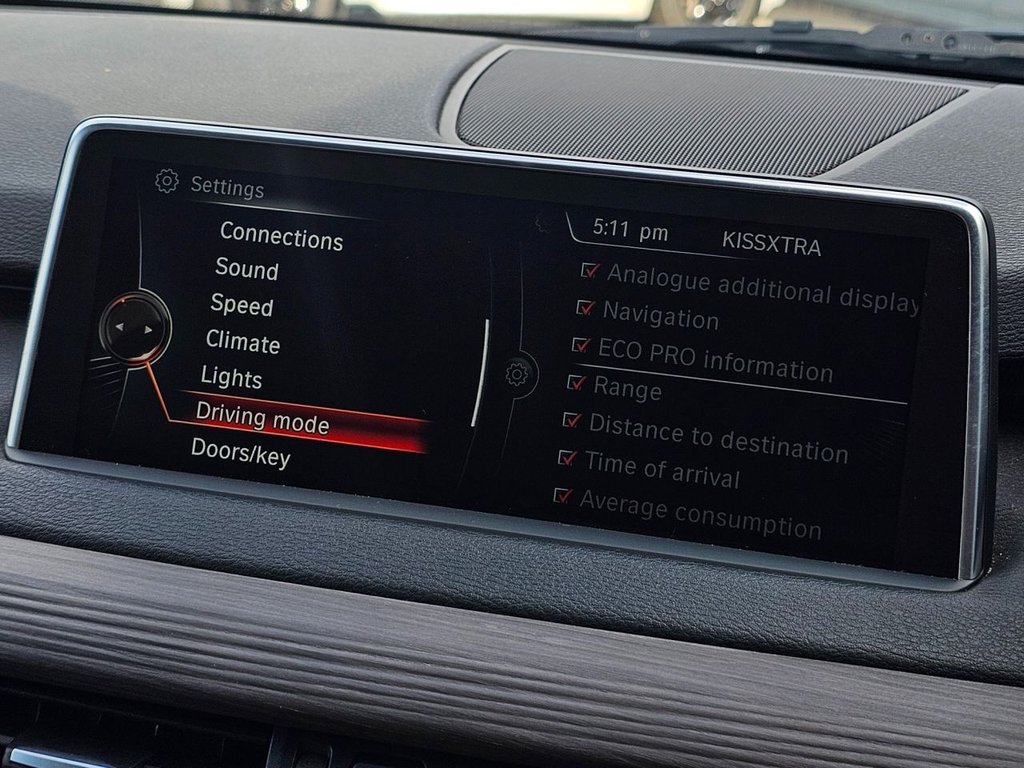 Settings
Connections
Sound
Speed
Climate
Lights
Driving mode
Doors/key
5:11 pm
KISSXTRA
Analogue additional display
Navigation
ECO PRO information
Range
Distance to destination
Time of arrival
Average consumption